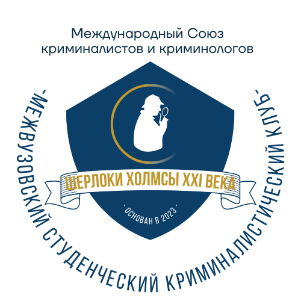 Международный Союз
криминалистов и криминологов
ШЕРЛОКИ ХОЛМСЫ XXI ВЕКА
· ОСНОВАН В 2023 ·
·МЕЖВУЗОВСКИЙ СТУДЕНЧЕСКИЙ КРИМИНАЛИСТИЧЕСКИЙ КЛУБ·